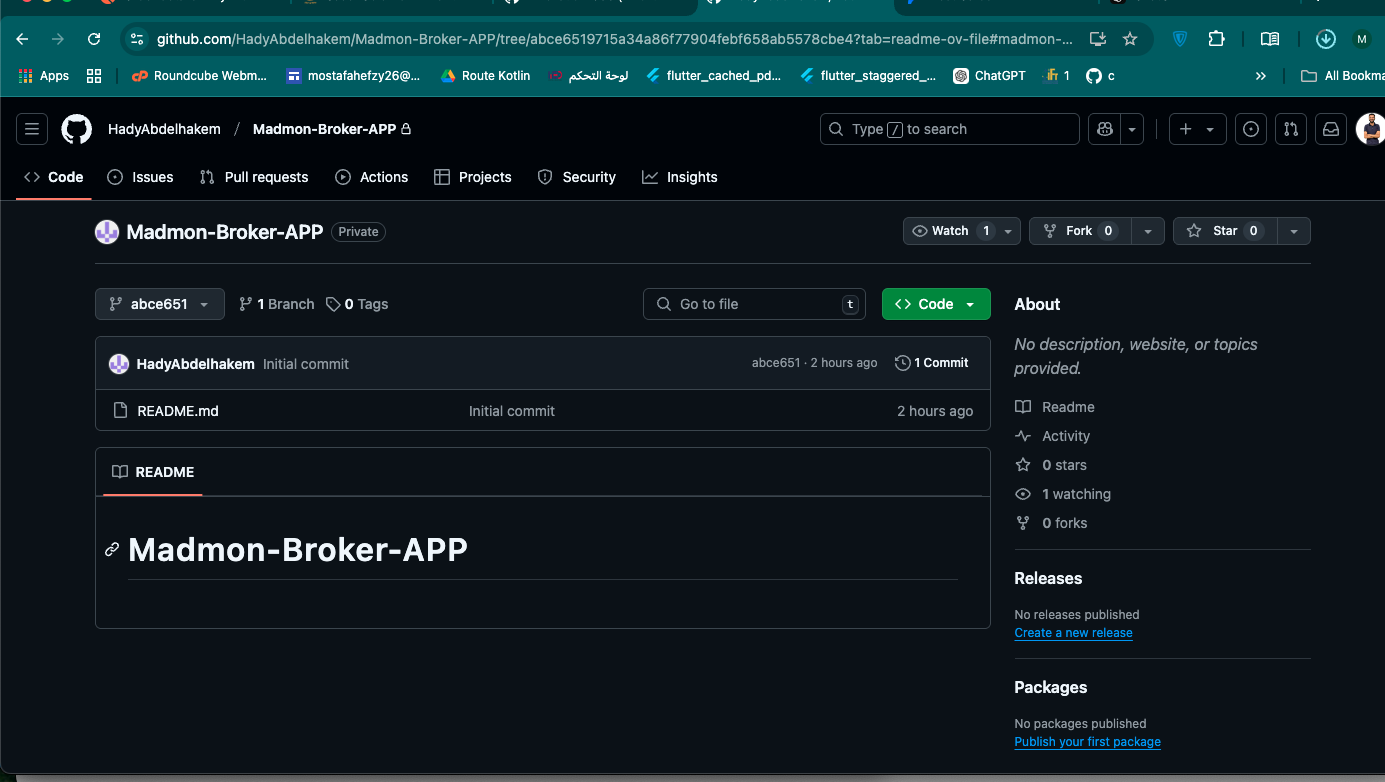 github.com/HadyAbdelhakem/Madmon-Broker-APP/tree/abce6519715a34a86f77904febf658ab5578cbe4?tab=readme-ov-file#madmon-...
M
Apps Roundcube Webm... mostafahefzy26@... Route Kotlin لوحة التحكم flutter_cached_pd... flutter_staggered_... ChatGPT 1 c » All Bookma
HadyAbdelhakem / Madmon-Broker-APP
Type / to search
Code Issues Pull requests Actions Projects Security Insights
Madmon-Broker-APP Private
Watch 1 Fork 0 Star 0
abce651 1 Branch 0 Tags
Go to file t
Code
HadyAbdelhakem Initial commit abce651 · 2 hours ago 1 Commit
README.md Initial commit 2 hours ago
README
Madmon-Broker-APP
About
No description, website, or topics
provided.
Readme
Activity
0 stars
1 watching
0 forks
Releases
No releases published
Create a new release
Packages
No packages published
Publish your first package